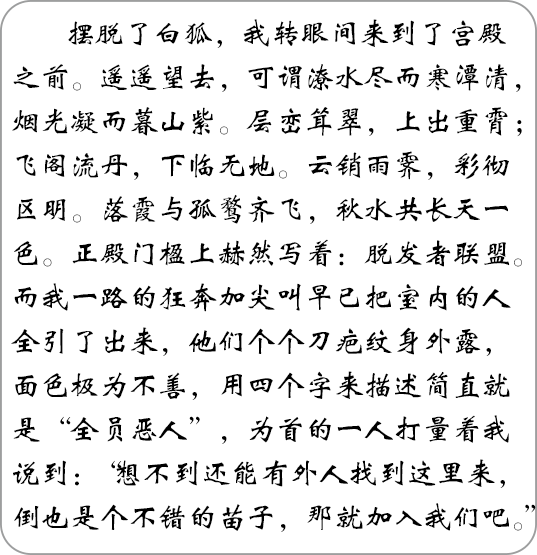 摆脱了白狐，我转眼间来到了宫殿
之前。遥遥望去，可谓潦水尽而寒潭清，
烟光凝而暮山紫。层峦耸翠，上出重霄；
飞阁流丹，下临无地。云销雨霁，彩彻
区明。落霞与孤鹜齐飞，秋水共长天一
色。正殿门楹上赫然写着：脱发者联盟。
而我一路的狂奔加尖叫早已把室内的人
全引了出来，他们个个刀疤纹身外露，
面色极为不善，用四个字来描述简直就
是“全员恶人”，为首的一人打量着我
说到：“想不到还能有外人找到这里来，
倒也是个不错的苗子，那就加入我们吧。”